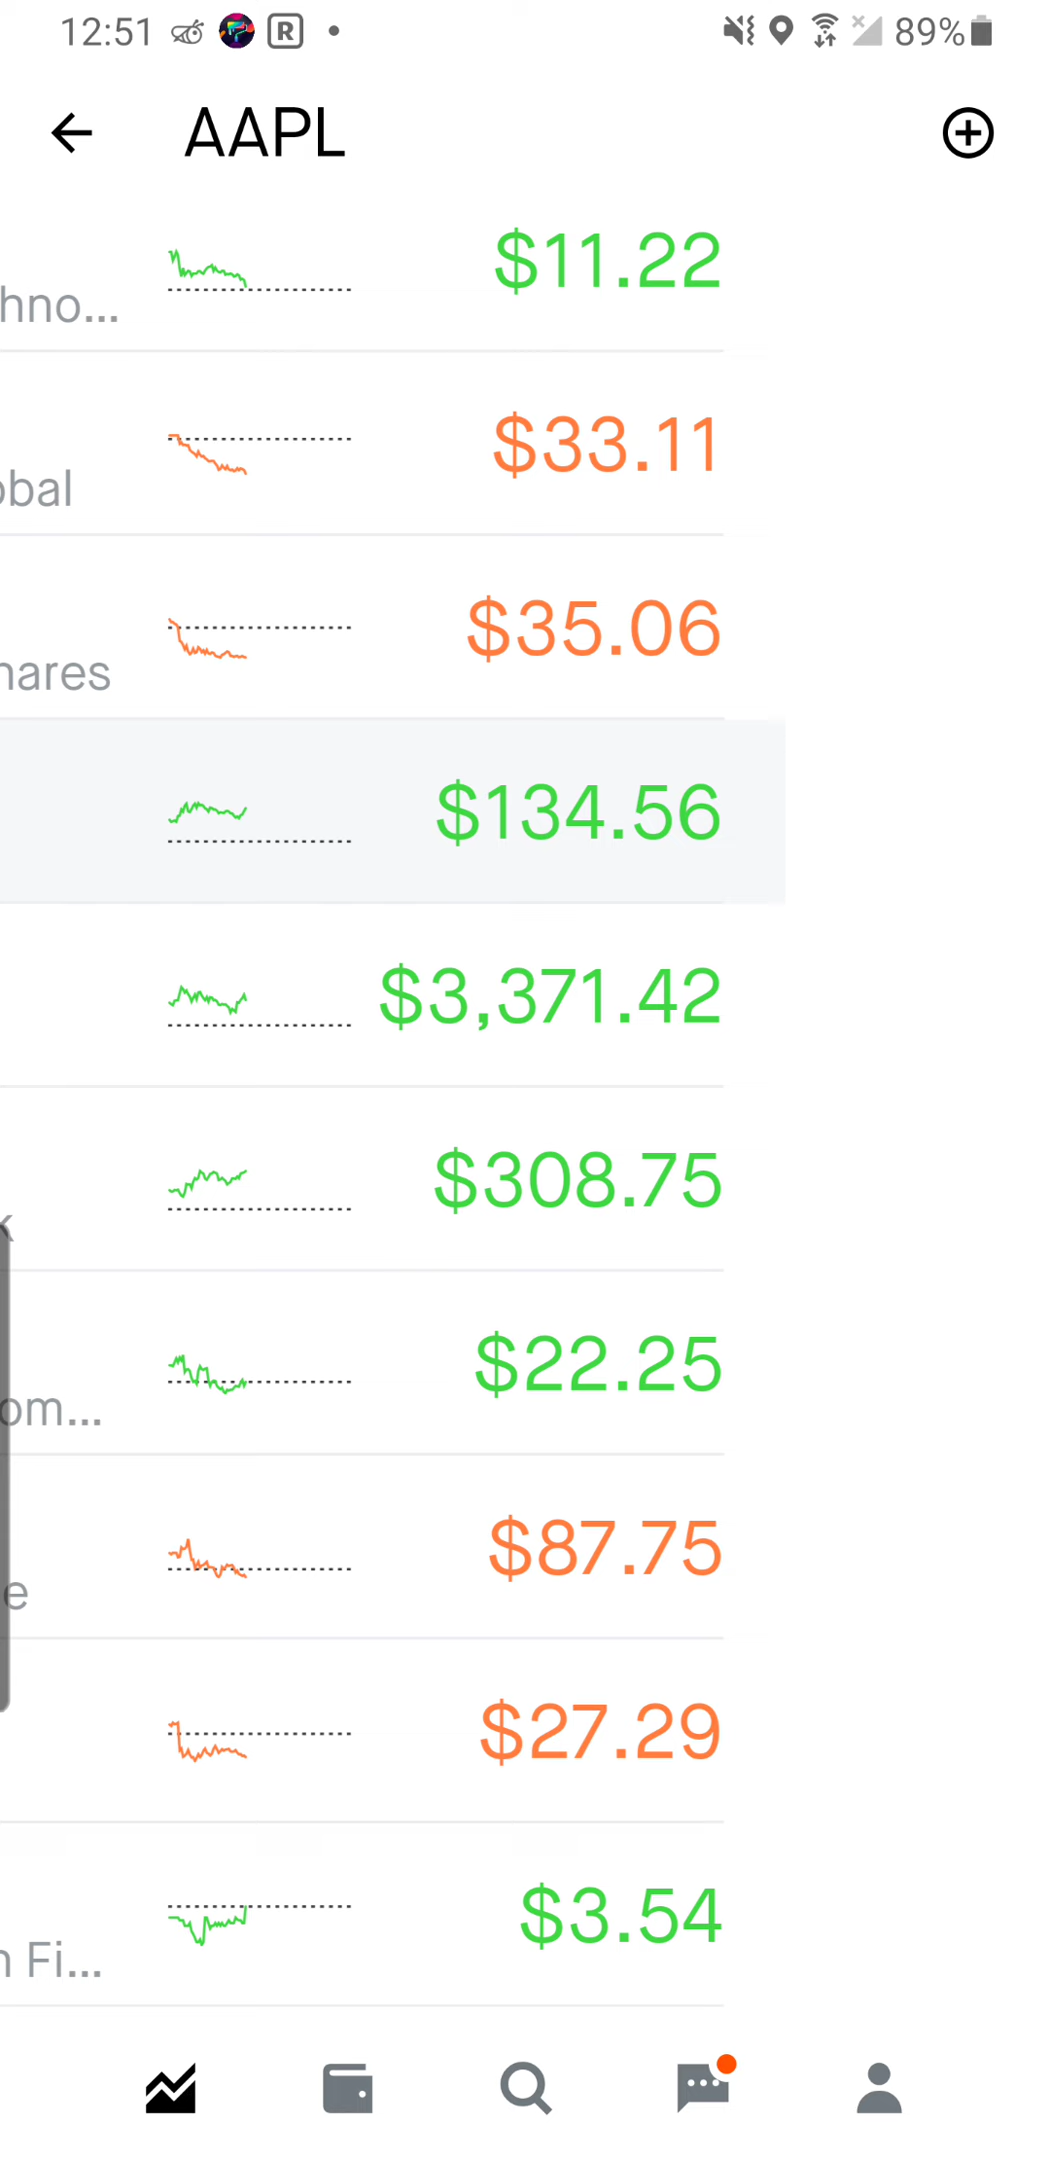 12:51 R 89%
AAPL
$11.22
hno...
$33.11
obal
$35.06
hares
$134.56
$3,371.42
$308.75
k
$22.25
om...
$87.75
e
$27.29
$3.54
n Fi...